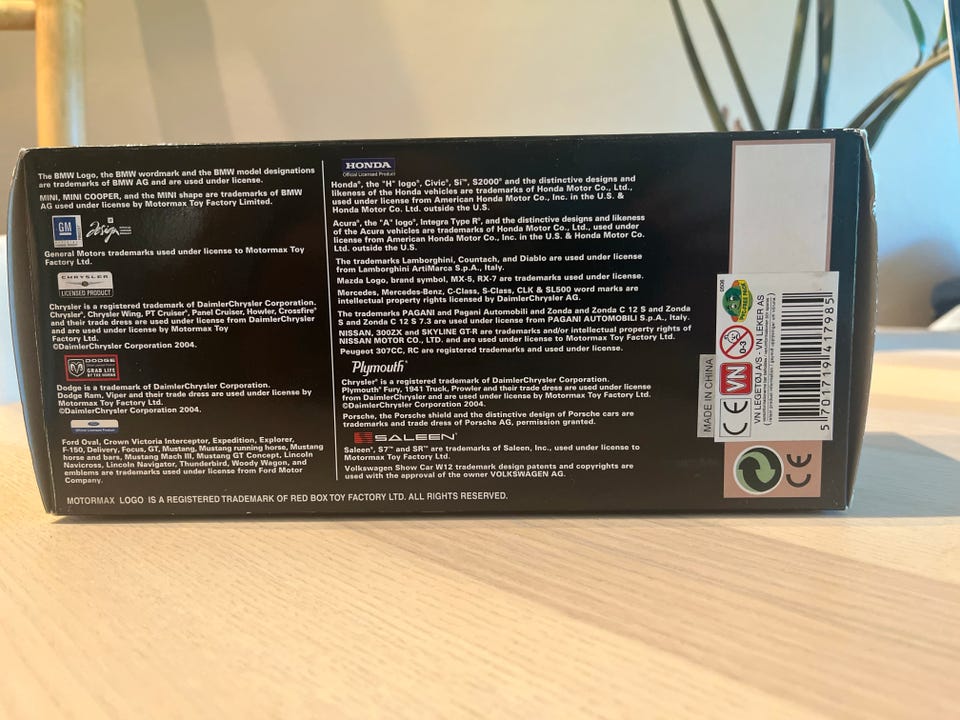 The BMW Logo, the BMW wordmark and the BMW model designations
are trademarks of BMW AG and are used under license.
MINI, MINI COOPER, and the MINI shape are trademarks of BMW
AG used under license by Motormax Toy Factory Limited.
GM
Design
General Motors trademarks used under license to Motormax Toy
Factory Ltd.
CHRYSLER
LICENSED PRODUCT
Chrysler is a registered trademark of DaimlerChrysler Corporation.
Chrysler®, Chrysler Wing, PT Cruiser®, Panel Cruiser, Howler, Crossfire®
and their trade dress are used under license from DaimlerChrysler
and are used under license by Motormax Toy
Factory Ltd.
©DaimlerChrysler Corporation 2004.
DODGE
GRAB LIFE
BY THE HORNS
Dodge is a trademark of DaimlerChrysler Corporation.
Dodge Ram, Viper and their trade dress are used under license by
Motormax Toy Factory Ltd.
©DaimlerChrysler Corporation 2004.
Official Licensed Product
Ford Oval, Crown Victoria Interceptor, Expedition, Explorer,
F-150, Delivery, Focus, GT, Mustang, Mustang running horse, Mustang
horse and bars, Mustang Mach III, Mustang GT Concept, Lincoln
Navicross, Lincoln Navigator, Thunderbird, Woody Wagon, and
emblems are trademarks used under license from Ford Motor
Company.
HONDA
Official Licensed Product
Honda®, the "H" logo®, Civic®, Si™, S2000® and the distinctive designs and
likeness of the Honda vehicles are trademarks of Honda Motor Co., Ltd.,
used under license from American Honda Motor Co., Inc. in the U.S. &
Honda Motor Co. Ltd. outside the U.S.
Acura®, the "A" logo®, Integra Type R®, and the distinctive designs and likeness
of the Acura vehicles are trademarks of Honda Motor Co., Ltd., used under
license from American Honda Motor Co., Inc. in the U.S. & Honda Motor Co.
Ltd. outside the U.S.
The trademarks Lamborghini, Countach, and Diablo are used under license
from Lamborghini ArtiMarca S.p.A., Italy.
Mazda Logo, brand symbol, MX-5, RX-7 are trademarks used under license.
Mercedes, Mercedes-Benz, C-Class, S-Class, CLK & SL500 word marks are
intellectual property rights licensed by DaimlerChrysler AG.
The trademarks PAGANI and Pagani Automobili and Zonda and Zonda C 12 S and Zonda
S and Zonda C 12 S 7.3 are used under license from PAGANI AUTOMOBILI S.p.A., Italy.
NISSAN, 300ZX and SKYLINE GT-R are trademarks and/or intellectual property rights of
NISSAN MOTOR CO., LTD. and are used under license to Motormax Toy Factory Ltd.
Peugeot 307CC, RC are registered trademarks and used under license.
Plymouth®
Chrysler® is a registered trademark of DaimlerChrysler Corporation.
Plymouth® Fury, 1941 Truck, Prowler and their trade dress are used under license from
DaimlerChrysler and are used under license by Motormax Toy Factory Ltd.
©DaimlerChrysler Corporation 2004.
Porsche, the Porsche shield and the distinctive design of Porsche cars are
trademarks and trade dress of Porsche AG, permission granted.
SALEEN®
Saleen®, S7™ and SR™ are trademarks of Saleen, Inc., used under license to
Motormax Toy Factory Ltd.
Volkswagen Show Car W12 trademark design patents and copyrights are
used with the approval of the owner VOLKSWAGEN AG.
MOTORMAX LOGO IS A REGISTERED TRADEMARK OF RED BOX TOY FACTORY LTD. ALL RIGHTS RESERVED.
MADE IN CHINA
0-3
VN
CE
VN LEGETØJ A/S · VN LEKER AS
5 701719 417985
CE